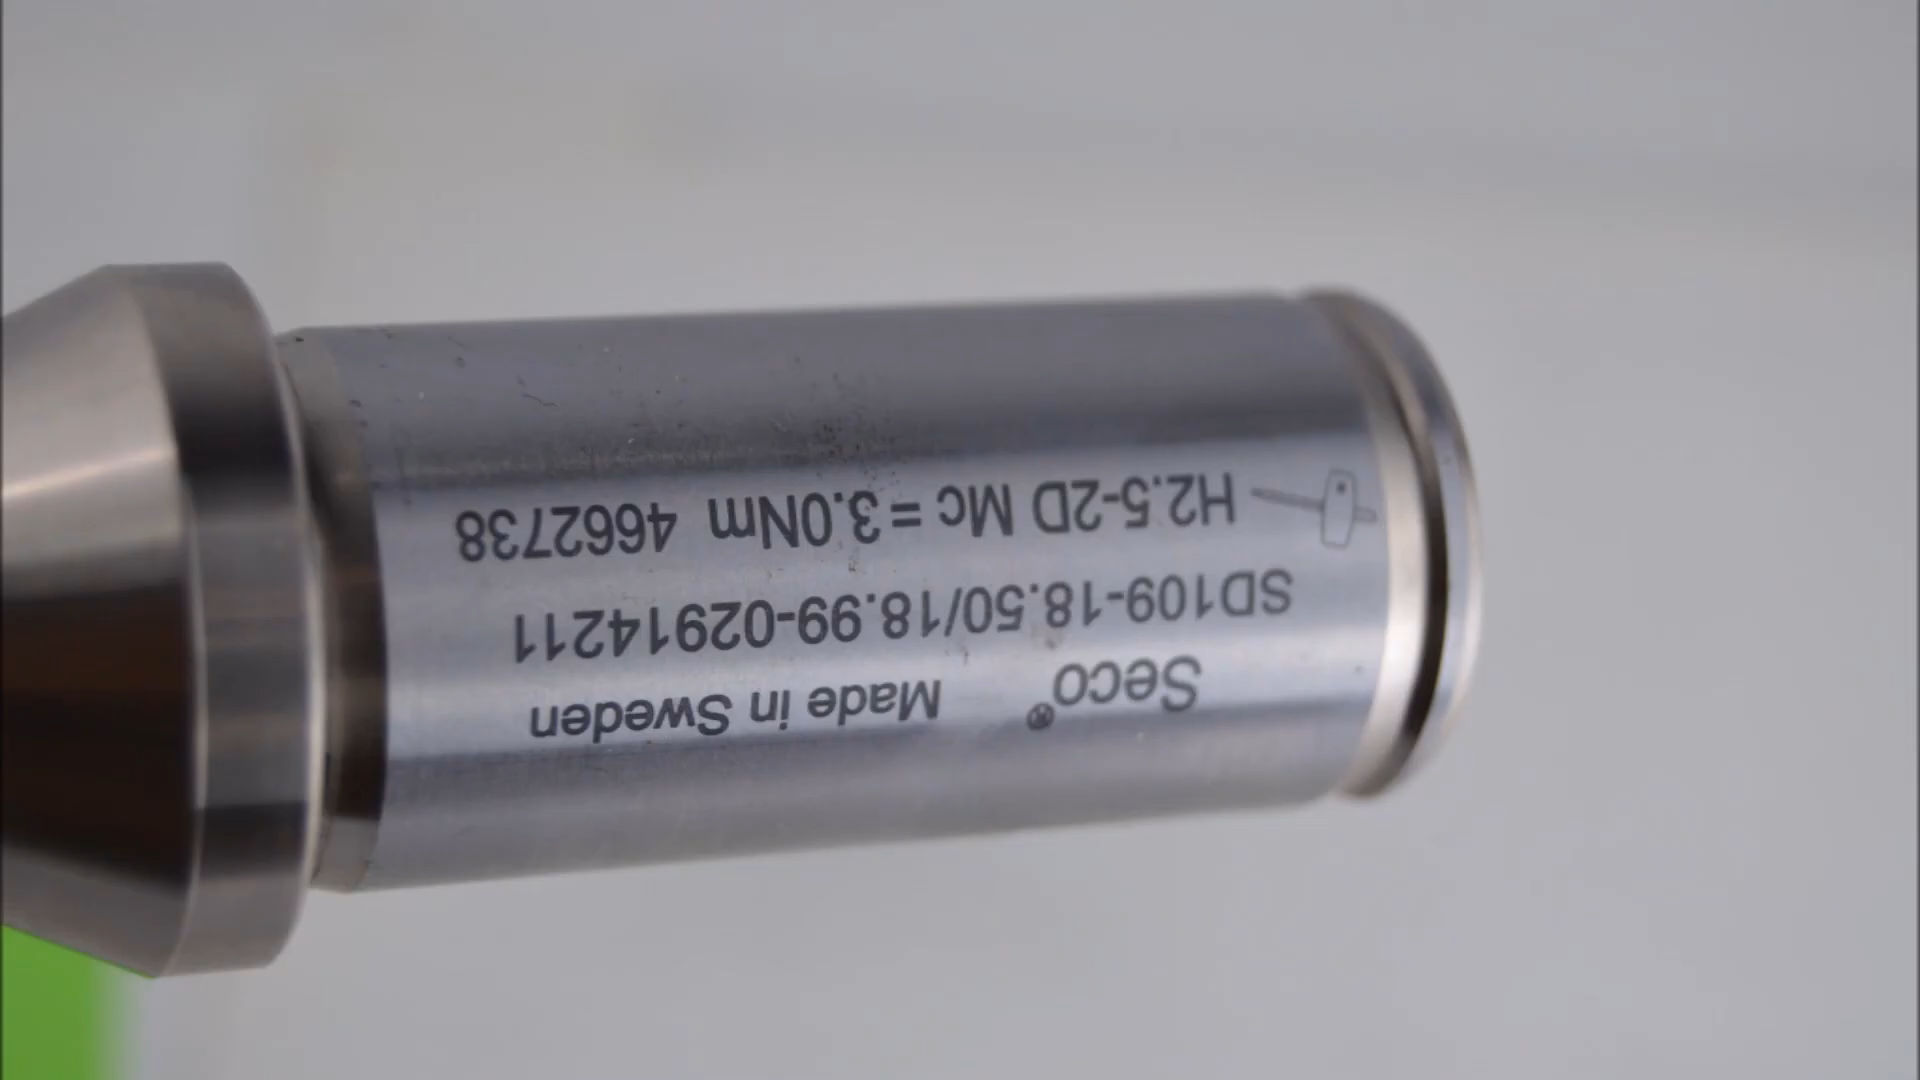 Seco® Made in Sweden
SD109-18.50/18.99-02914211
H2.5-2D Mc = 3.0Nm 4662738